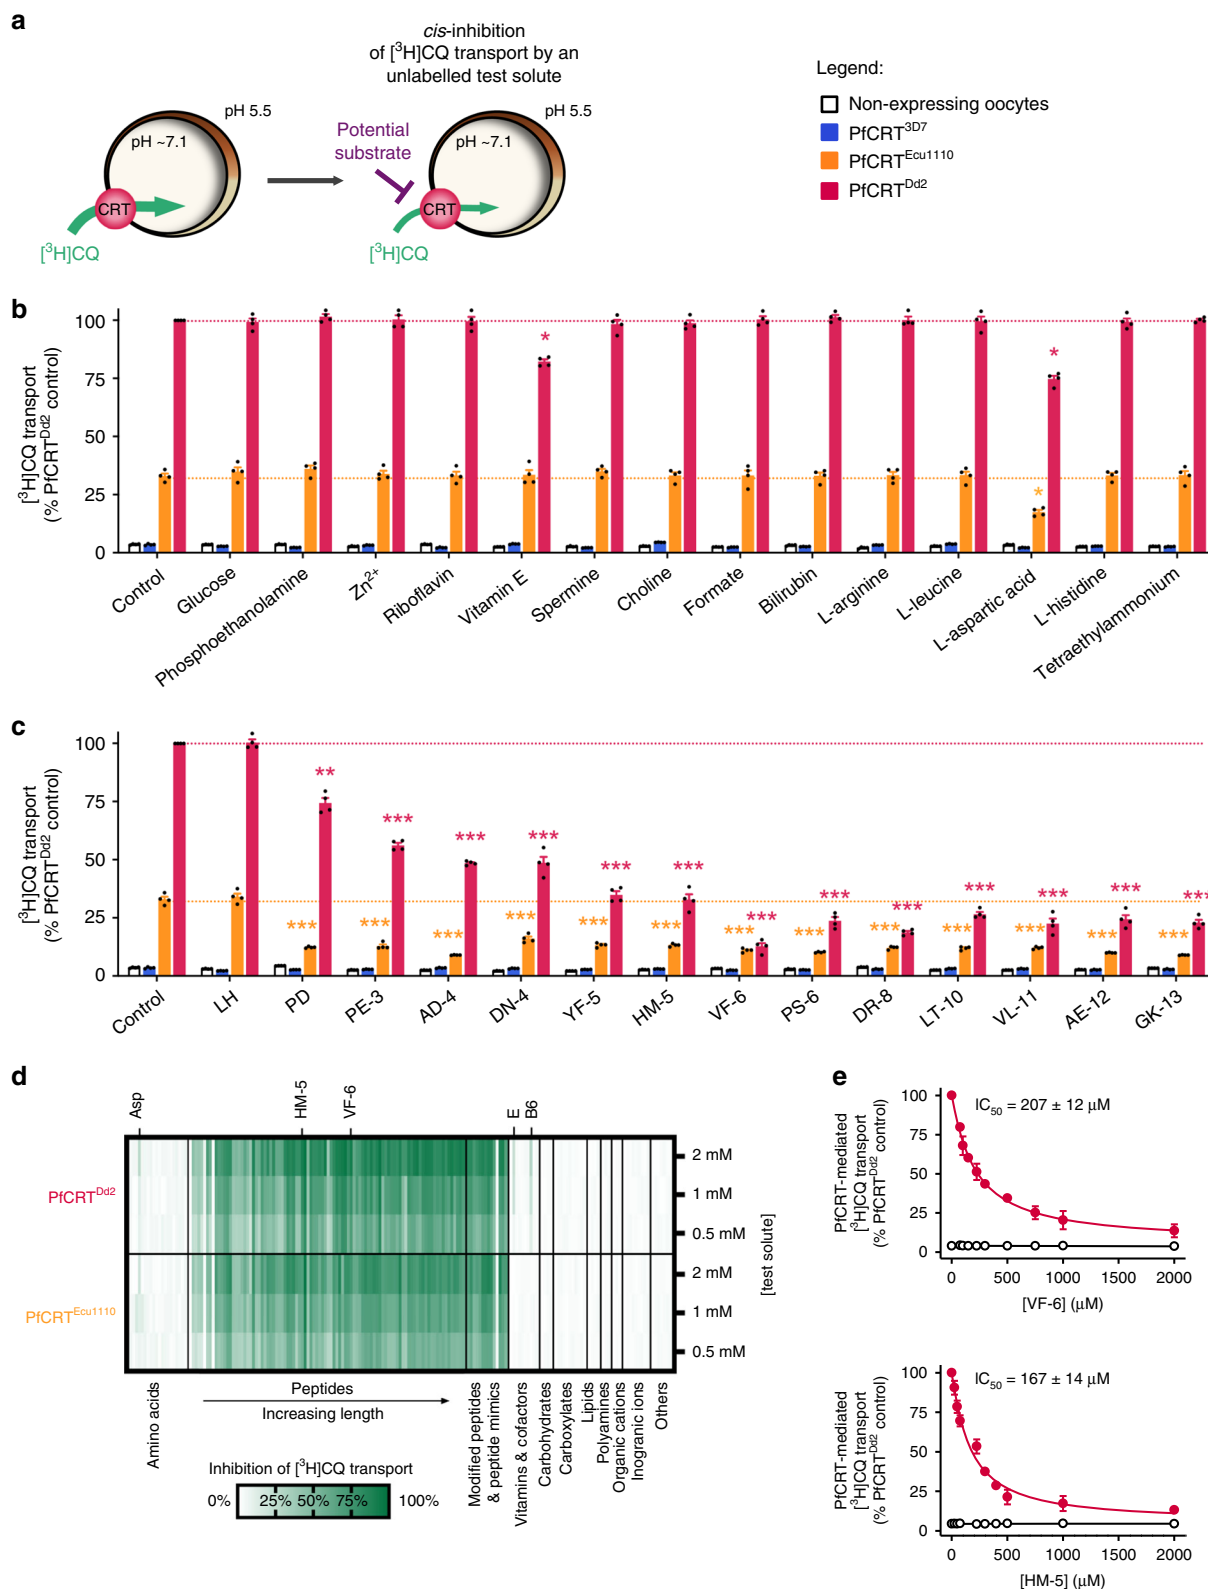 a
cis-inhibition
of [³H]CQ transport by an
unlabelled test solute
pH 5.5
pH ~7.1
CRT
[³H]CQ
Potential
substrate
pH 5.5
pH ~7.1
CRT
[³H]CQ
Legend:
Non-expressing oocytes
PfCRT³ᴰ⁷
PfCRTᴱᶜᵘ¹¹¹⁰
PfCRTᴰᵈ²
b
[³H]CQ transport
(% PfCRTᴰᵈ² control)
100
75
50
25
0
*
*
*
Control
Glucose
Phosphoethanolamine
Zn²⁺
Riboflavin
Vitamin E
Spermine
Choline
Formate
Bilirubin
L-arginine
L-leucine
L-aspartic acid
L-histidine
Tetraethylammonium
c
[³H]CQ transport
(% PfCRTᴰᵈ² control)
100
75
50
25
0
** *** *** *** *** *** *** *** *** *** *** *** ***
*** *** *** *** *** *** *** *** *** *** *** *** ***
Control
LH
PD
PE-3
AD-4
DN-4
YF-5
HM-5
VF-6
PS-6
DR-8
LT-10
VL-11
AE-12
GK-13
d
Asp
HM-5
VF-6
E
B6
PfCRTᴰᵈ²
PfCRTᴱᶜᵘ¹¹¹⁰
2 mM
1 mM
0.5 mM
2 mM
1 mM
0.5 mM
[test solute]
Amino acids
Peptides
Increasing length
Modified peptides
& peptide mimics
Vitamins & cofactors
Carbohydrates
Carboxylates
Lipids
Polyamines
Organic cations
Inogranic ions
Others
Inhibition of [³H]CQ transport
0%
25%
50%
75%
100%
e
PfCRT-mediated
[³H]CQ transport
(% PfCRTᴰᵈ² control)
100
75
50
25
0
IC₅₀ = 207 ± 12 µM
0 500 1000 1500 2000
[VF-6] (µM)
PfCRT-mediated
[³H]CQ transport
(% PfCRTᴰᵈ² control)
100
75
50
25
0
IC₅₀ = 167 ± 14 µM
0 500 1000 1500 2000
[HM-5] (µM)